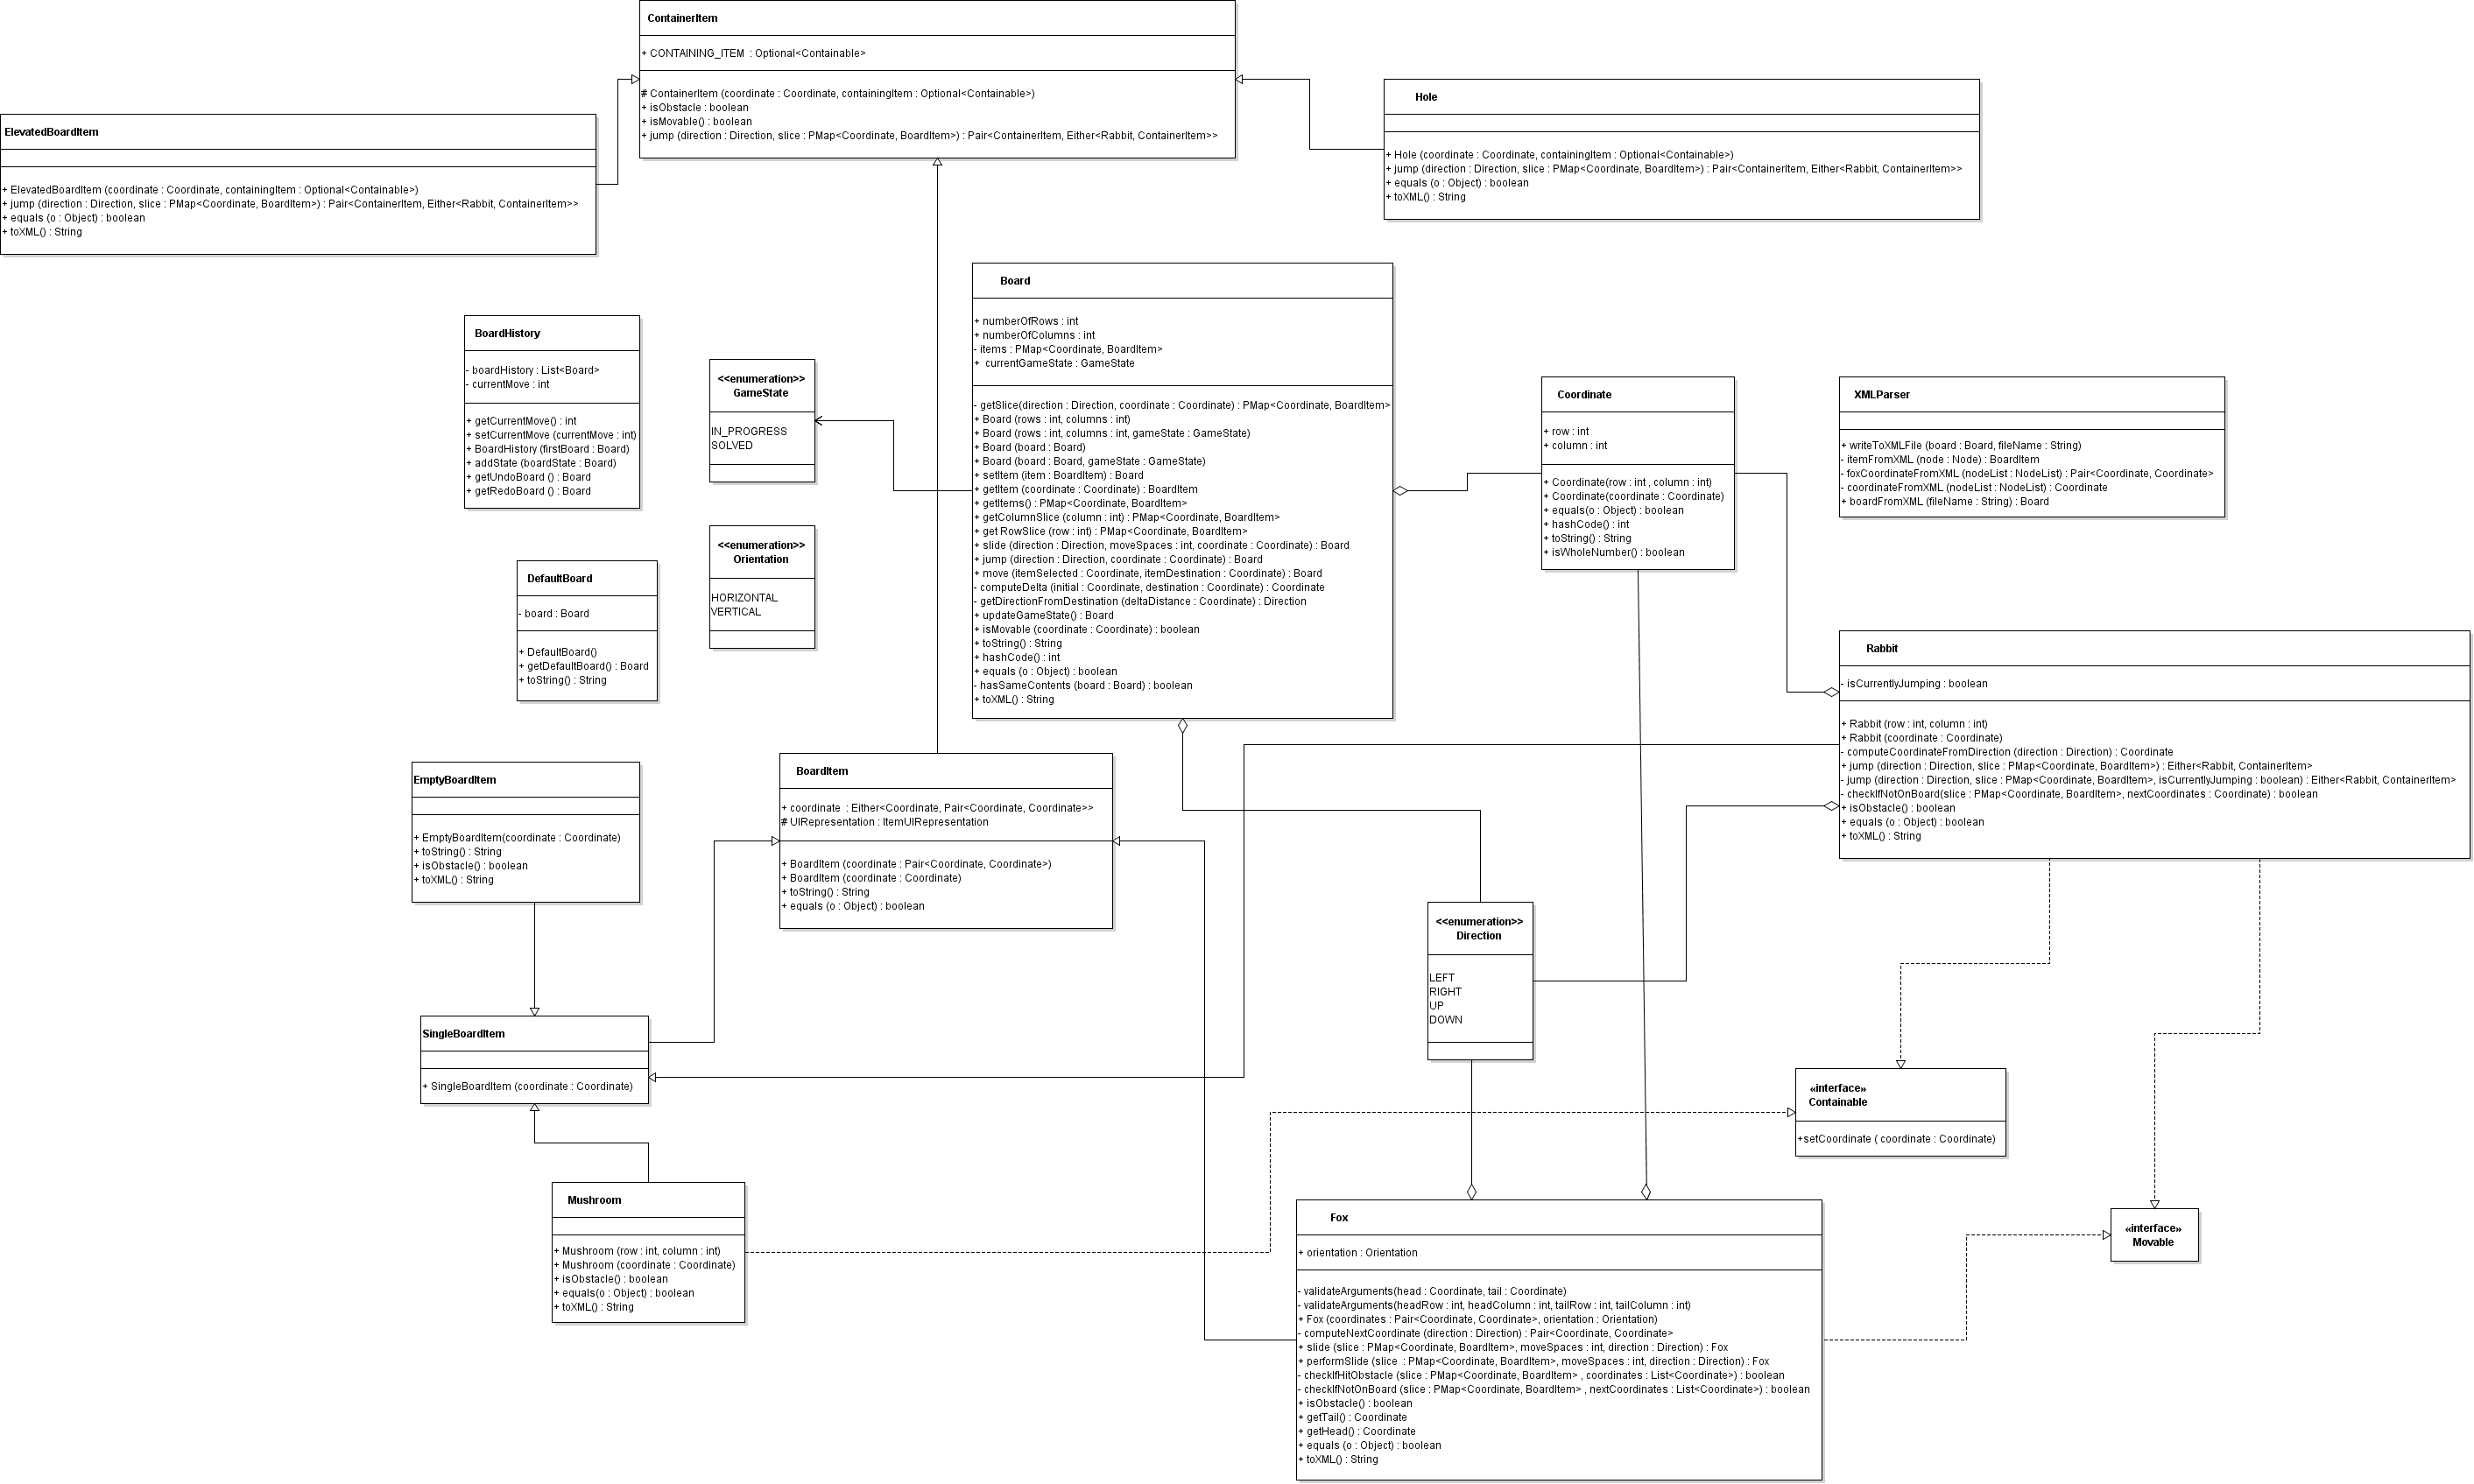 ContainerItem
+ CONTAINING_ITEM  : Optional<Containable>
# ContainerItem (coordinate : Coordinate, containingItem : Optional<Containable>)
+ isObstacle : boolean
+ isMovable() : boolean
+ jump (direction : Direction, slice : PMap<Coordinate, BoardItem>) : Pair<ContainerItem, Either<Rabbit, ContainerItem>>
Hole
+ Hole (coordinate : Coordinate, containingItem : Optional<Containable>)
+ jump (direction : Direction, slice : PMap<Coordinate, BoardItem>) : Pair<ContainerItem, Either<Rabbit, ContainerItem>>
+ equals (o : Object) : boolean
+ toXML() : String
ElevatedBoardItem
+ ElevatedBoardItem (coordinate : Coordinate, containingItem : Optional<Containable>)
+ jump (direction : Direction, slice : PMap<Coordinate, BoardItem>) : Pair<ContainerItem, Either<Rabbit, ContainerItem>>
+ equals (o : Object) : boolean
+ toXML() : String
BoardHistory
- boardHistory : List<Board>
- currentMove : int
+ getCurrentMove() : int
+ setCurrentMove (currentMove : int)
+ BoardHistory (firstBoard : Board)
+ addState (boardState : Board)
+ getUndoBoard () : Board
+ getRedoBoard () : Board
<<enumeration>>
GameState
IN_PROGRESS
SOLVED
Board
+ numberOfRows : int
+ numberOfColumns : int
- items : PMap<Coordinate, BoardItem>
+  currentGameState : GameState
- getSlice(direction : Direction, coordinate : Coordinate) : PMap<Coordinate, BoardItem>
+ Board (rows : int, columns : int)
+ Board (rows : int, columns : int, gameState : GameState)
+ Board (board : Board)
+ Board (board : Board, gameState : GameState)
+ setItem (item : BoardItem) : Board
+ getItem (coordinate : Coordinate) : BoardItem
+ getItems() : PMap<Coordinate, BoardItem>
+ getColumnSlice (column : int) : PMap<Coordinate, BoardItem>
+ get RowSlice (row : int) : PMap<Coordinate, BoardItem>
+ slide (direction : Direction, moveSpaces : int, coordinate : Coordinate) : Board
+ jump (direction : Direction, coordinate : Coordinate) : Board
+ move (itemSelected : Coordinate, itemDestination : Coordinate) : Board
- computeDelta (initial : Coordinate, destination : Coordinate) : Coordinate
- getDirectionFromDestination (deltaDistance : Coordinate) : Direction
+ updateGameState() : Board
+ isMovable (coordinate : Coordinate) : boolean
+ toString() : String
+ hashCode() : int
+ equals (o : Object) : boolean
- hasSameContents (board : Board) : boolean
+ toXML() : String
Coordinate
+ row : int
+ column : int
+ Coordinate(row : int , column : int)
+ Coordinate(coordinate : Coordinate)
+ equals(o : Object) : boolean
+ hashCode() : int
+ toString() : String
+ isWholeNumber() : boolean
XMLParser
+ writeToXMLFile (board : Board, fileName : String)
- itemFromXML (node : Node) : BoardItem
- foxCoordinateFromXML (nodeList : NodeList) : Pair<Coordinate, Coordinate>
- coordinateFromXML (nodeList : NodeList) : Coordinate
+ boardFromXML (fileName : String) : Board
<<enumeration>>
Orientation
HORIZONTAL
VERTICAL
DefaultBoard
- board : Board
+ DefaultBoard()
+ getDefaultBoard() : Board
+ toString() : String
Rabbit
- isCurrentlyJumping : boolean
+ Rabbit (row : int, column : int)
+ Rabbit (coordinate : Coordinate)
- computeCoordinateFromDirection (direction : Direction) : Coordinate
+ jump (direction : Direction, slice : PMap<Coordinate, BoardItem>) : Either<Rabbit, ContainerItem>
- jump (direction : Direction, slice : PMap<Coordinate, BoardItem>, isCurrentlyJumping : boolean) : Either<Rabbit, ContainerItem>
- checkIfNotOnBoard(slice : PMap<Coordinate, BoardItem>, nextCoordinates : Coordinate) : boolean
+ isObstacle() : boolean
+ equals (o : Object) : boolean
+ toXML() : String
EmptyBoardItem
+ EmptyBoardItem(coordinate : Coordinate)
+ toString() : String
+ isObstacle() : boolean
+ toXML() : String
BoardItem
+ coordinate  : Either<Coordinate, Pair<Coordinate, Coordinate>>
# UIRepresentation : ItemUIRepresentation
+ BoardItem (coordinate : Pair<Coordinate, Coordinate>)
+ BoardItem (coordinate : Coordinate)
+ toString() : String
+ equals (o : Object) : boolean
<<enumeration>>
Direction
LEFT
RIGHT
UP
DOWN
SingleBoardItem
+ SingleBoardItem (coordinate : Coordinate)
«interface»
Containable
+setCoordinate ( coordinate : Coordinate)
Mushroom
+ Mushroom (row : int, column : int)
+ Mushroom (coordinate : Coordinate)
+ isObstacle() : boolean
+ equals(o : Object) : boolean
+ toXML() : String
Fox
+ orientation : Orientation
- validateArguments(head : Coordinate, tail : Coordinate)
- validateArguments(headRow : int, headColumn : int, tailRow : int, tailColumn : int)
+ Fox (coordinates : Pair<Coordinate, Coordinate>, orientation : Orientation)
- computeNextCoordinate (direction : Direction) : Pair<Coordinate, Coordinate>
+ slide (slice : PMap<Coordinate, BoardItem>, moveSpaces : int, direction : Direction) : Fox
+ performSlide (slice  : PMap<Coordinate, BoardItem>, moveSpaces : int, direction : Direction) : Fox
- checkIfHitObstacle (slice : PMap<Coordinate, BoardItem> , coordinates : List<Coordinate>) : boolean
- checkIfNotOnBoard (slice : PMap<Coordinate, BoardItem> , nextCoordinates : List<Coordinate>) : boolean
+ isObstacle() : boolean
+ getTail() : Coordinate
+ getHead() : Coordinate
+ equals (o : Object) : boolean
+ toXML() : String
«interface»
Movable